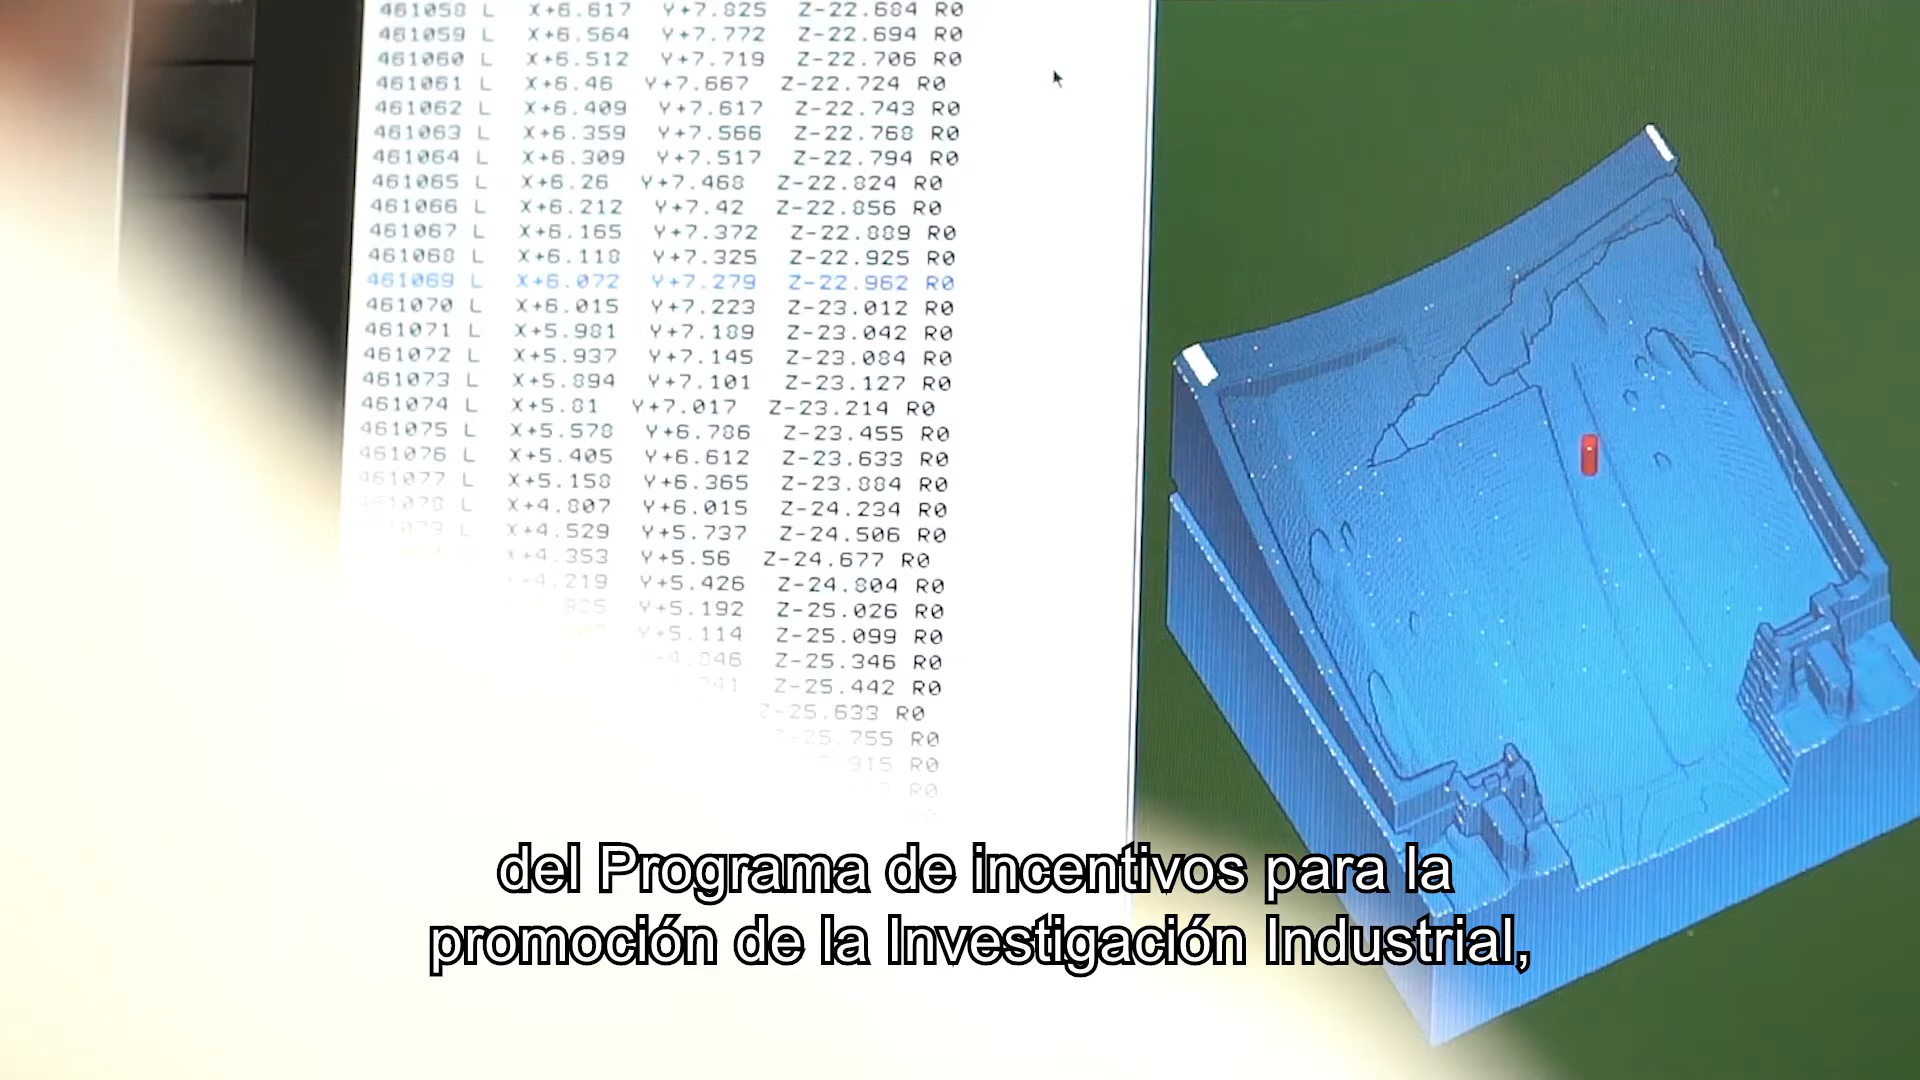 461058 L X+6.617 Y+7.825 Z-22.684 R0
461059 L X+6.564 Y+7.772 Z-22.694 R0
461060 L X+6.512 Y+7.719 Z-22.706 R0
461061 L X+6.46 Y+7.667 Z-22.724 R0
461062 L X+6.409 Y+7.617 Z-22.743 R0
461063 L X+6.359 Y+7.566 Z-22.768 R0
461064 L X+6.309 Y+7.517 Z-22.794 R0
461065 L X+6.26 Y+7.468 Z-22.824 R0
461066 L X+6.212 Y+7.42 Z-22.856 R0
461067 L X+6.165 Y+7.372 Z-22.889 R0
461068 L X+6.118 Y+7.325 Z-22.925 R0
461069 L X+6.072 Y+7.279 Z-22.962 R0
461070 L X+6.015 Y+7.223 Z-23.012 R0
461071 L X+5.981 Y+7.189 Z-23.042 R0
461072 L X+5.937 Y+7.145 Z-23.084 R0
461073 L X+5.894 Y+7.101 Z-23.127 R0
461074 L X+5.81 Y+7.017 Z-23.214 R0
461075 L X+5.578 Y+6.786 Z-23.455 R0
461076 L X+5.405 Y+6.612 Z-23.633 R0
461077 L X+5.158 Y+6.365 Z-23.884 R0
461078 L X+4.807 Y+6.015 Z-24.234 R0
L X+4.529 Y+5.737 Z-24.506 R0
X+4.353 Y+5.56 Z-24.677 R0
Y+5.426 Z-24.804 R0
Y+5.192 Z-25.026 R0
Y+5.114 Z-25.099 R0
Z-25.346 R0
Z-25.442 R0
Z-25.633 R0
Z-25.755 R0
R0
R0
del Programa de incentivos para la
promoción de la Investigación Industrial,